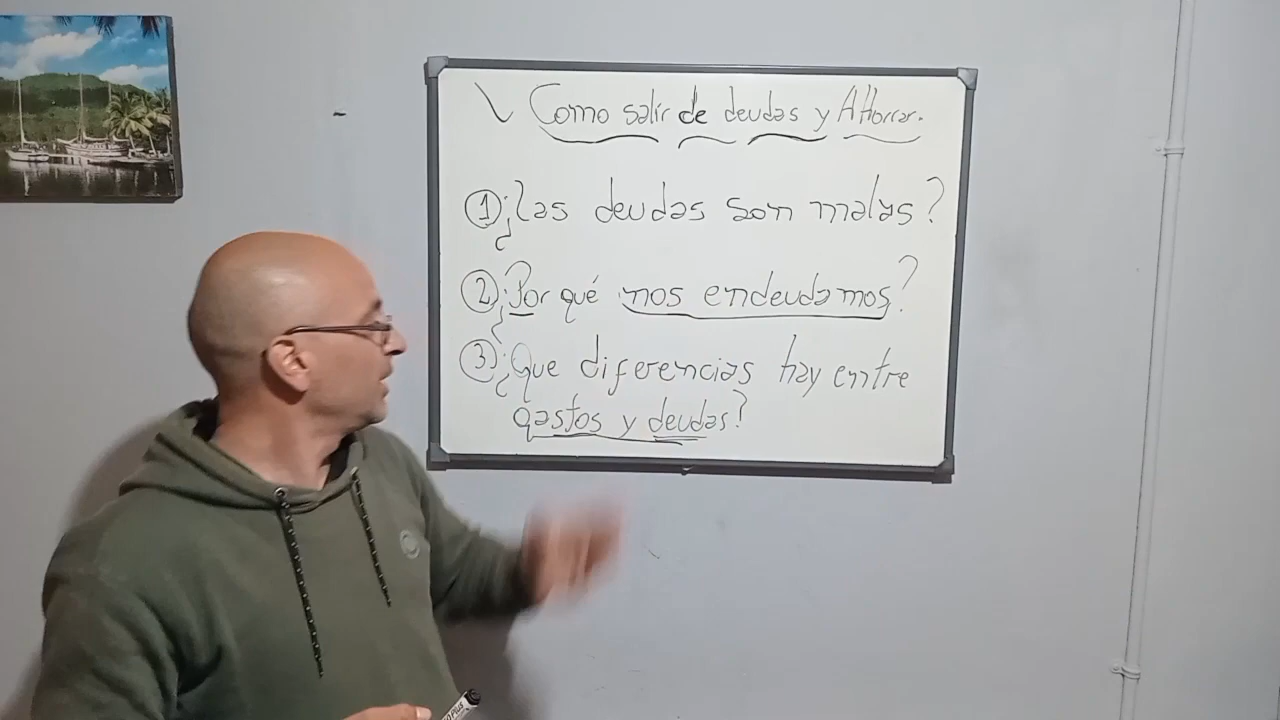 Como salir de deudas y AHorrar.
① ¿Las deudas son malas?
② ¿Por qué nos endeudamos?
③ ¿Que diferencias hay entre
gastos y deudas?